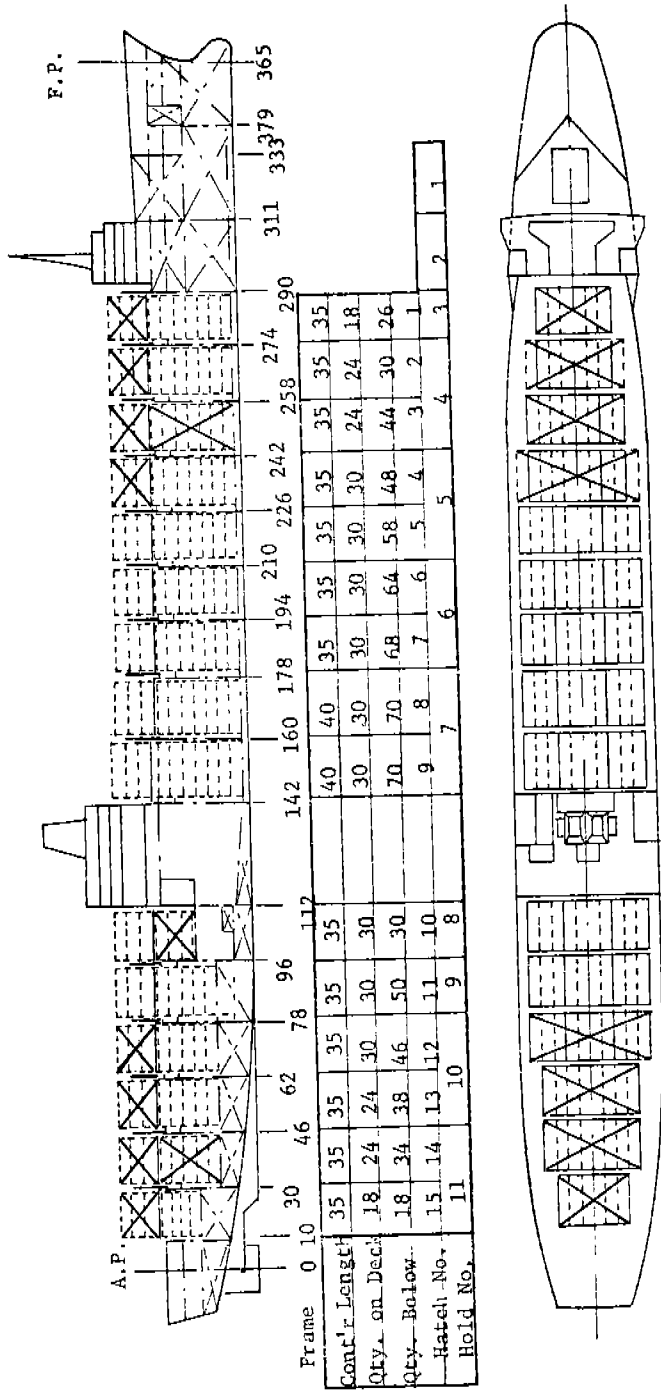 A.P. F.P.
Frame 0 10 30 46 62 78 96 112 142 160 178 194 210 226 242 258 274 290 311 333 379 365
Cont'r Length 35 35 35 35 35 35 40 40 35 35 35 35 35 35 35
Qty. on Deck 18 24 24 30 30 30 30 30 30 30 30 30 24 24 18
Qty. Balow 18 34 38 46 50 30 70 70 68 64 58 48 44 30 26
Hatch No. 15 14 13 12 11 10 9 8 7 6 5 4 3 2 1
Hold No. 11 10 9 8 7 6 5 4 3 2 1